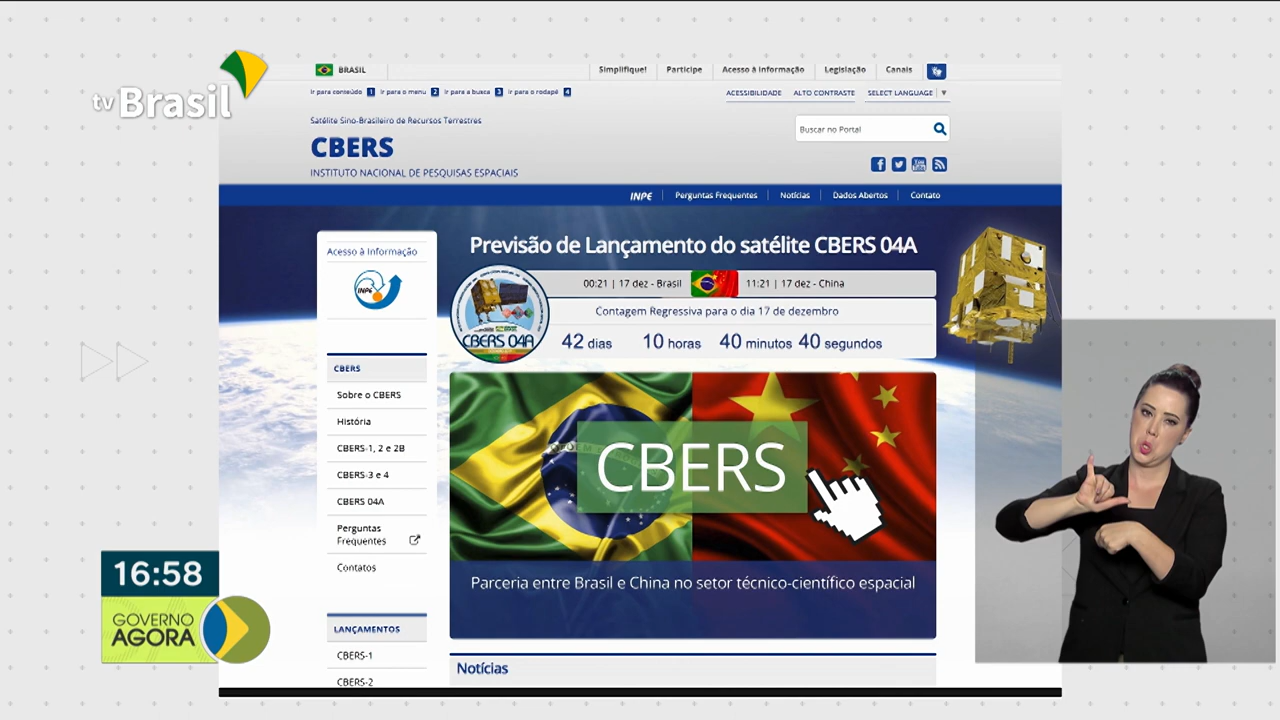 tv Brasil
BRASIL
Simplifique!
Participe
Acesso à informação
Legislação
Canais
Ir para conteúdo 1 Ir para o menu 2 Ir para a busca 3 Ir para o rodapé 4
ACESSIBILIDADE
ALTO CONTRASTE
SELECT LANGUAGE ▼
Satélite Sino-Brasileiro de Recursos Terrestres
CBERS
INSTITUTO NACIONAL DE PESQUISAS ESPACIAIS
Buscar no Portal
INPE
Perguntas Frequentes
Notícias
Dados Abertos
Contato
Acesso à Informação
INPE
Previsão de Lançamento do satélite CBERS 04A
00:21 | 17 dez - Brasil
11:21 | 17 dez - China
Contagem Regressiva para o dia 17 de dezembro
42 dias 10 horas 40 minutos 40 segundos
CBERS 04A
CBERS
Sobre o CBERS
História
CBERS-1, 2 e 2B
CBERS-3 e 4
CBERS 04A
Perguntas
Frequentes
Contatos
LANÇAMENTOS
CBERS-1
CBERS-2
CBERS
Parceria entre Brasil e China no setor técnico-científico espacial
Notícias
16:58
GOVERNO
AGORA